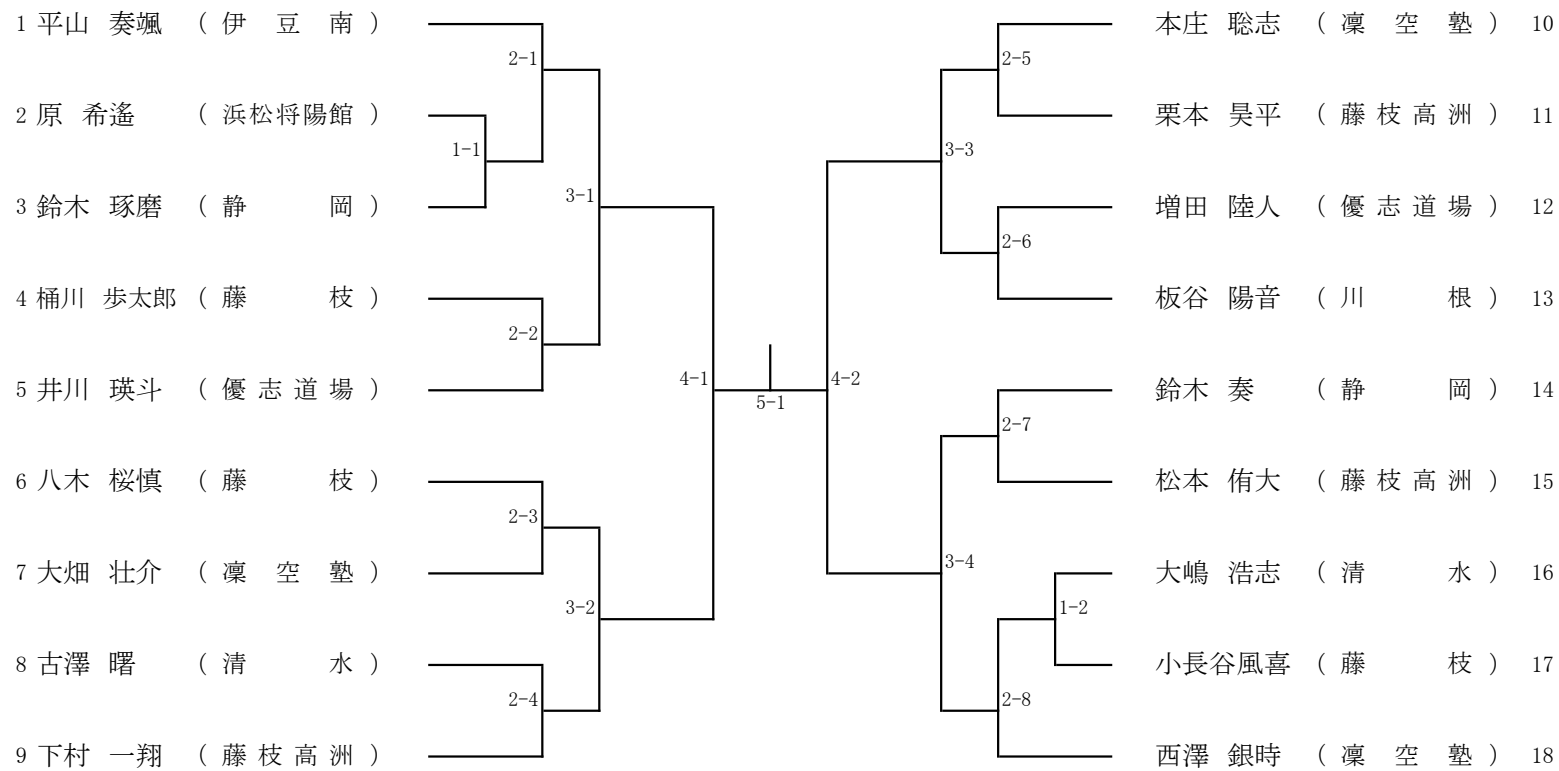 1 平山 奏颯 ( 伊 豆 南 )
2 原 希遙 ( 浜松将陽館 )
3 鈴木 琢磨 ( 静 岡 )
4 桶川 歩太郎 ( 藤 枝 )
5 井川 瑛斗 ( 優 志 道 場 )
6 八木 桜慎 ( 藤 枝 )
7 大畑 壮介 ( 凜 空 塾 )
8 古澤 曙 ( 清 水 )
9 下村 一翔 ( 藤 枝 高 洲 )
2-1
1-1
3-1
2-2
4-1
2-3
3-2
2-4
5-1
4-2
2-5
3-3
2-6
2-7
3-4
1-2
2-8
本庄 聡志 ( 凜 空 塾 ) 10
栗本 昊平 ( 藤 枝 高 洲 ) 11
増田 陸人 ( 優 志 道 場 ) 12
板谷 陽音 ( 川 根 ) 13
鈴木 奏 ( 静 岡 ) 14
松本 侑大 ( 藤 枝 高 洲 ) 15
大嶋 浩志 ( 清 水 ) 16
小長谷風喜 ( 藤 枝 ) 17
西澤 銀時 ( 凜 空 塾 ) 18